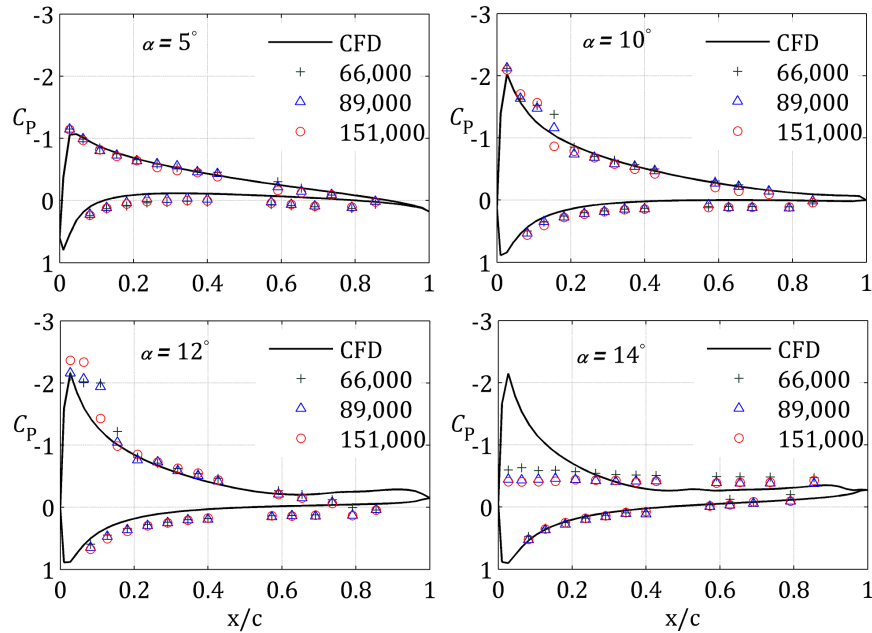 -3
-2
-1
0
1
C_P
α = 5°
CFD
66,000
89,000
151,000
0 0.2 0.4 0.6 0.8 1
-3
-2
-1
0
1
C_P
α = 10°
CFD
66,000
89,000
151,000
0 0.2 0.4 0.6 0.8 1
-3
-2
-1
0
1
C_P
α = 12°
CFD
66,000
89,000
151,000
0 0.2 0.4 0.6 0.8 1
x/c
-3
-2
-1
0
1
C_P
α = 14°
CFD
66,000
89,000
151,000
0 0.2 0.4 0.6 0.8 1
x/c